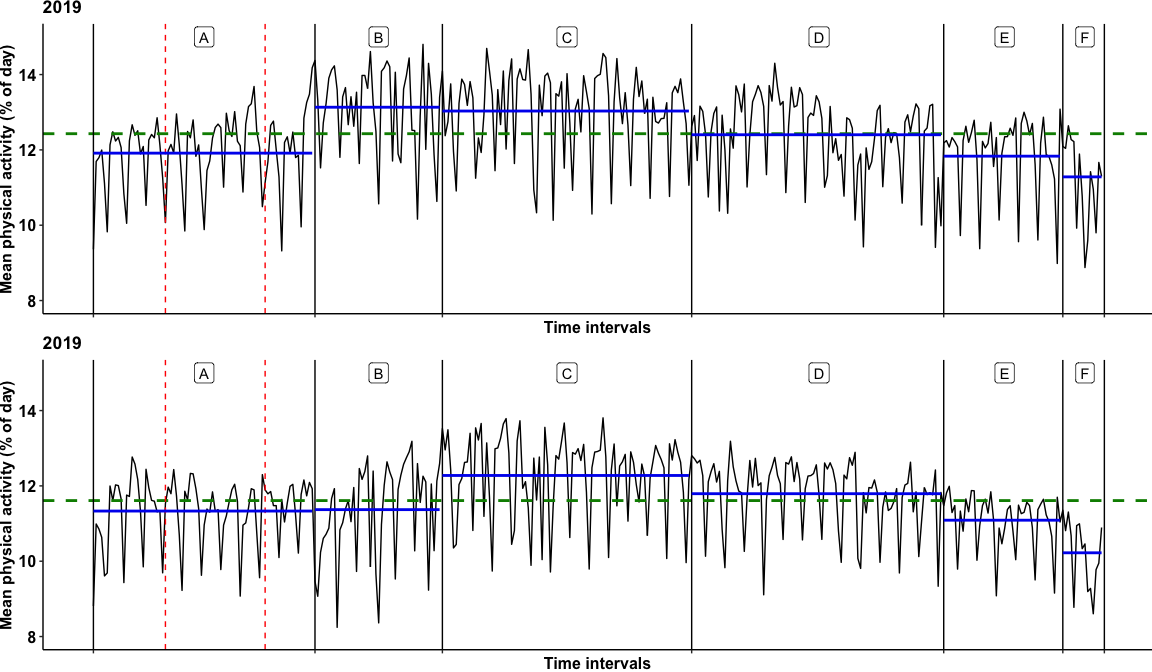 2019
A
B
C
D
E
F
Mean physical activity (% of day)
14
12
10
8
Time intervals
2019
A
B
C
D
E
F
Mean physical activity (% of day)
14
12
10
8
Time intervals